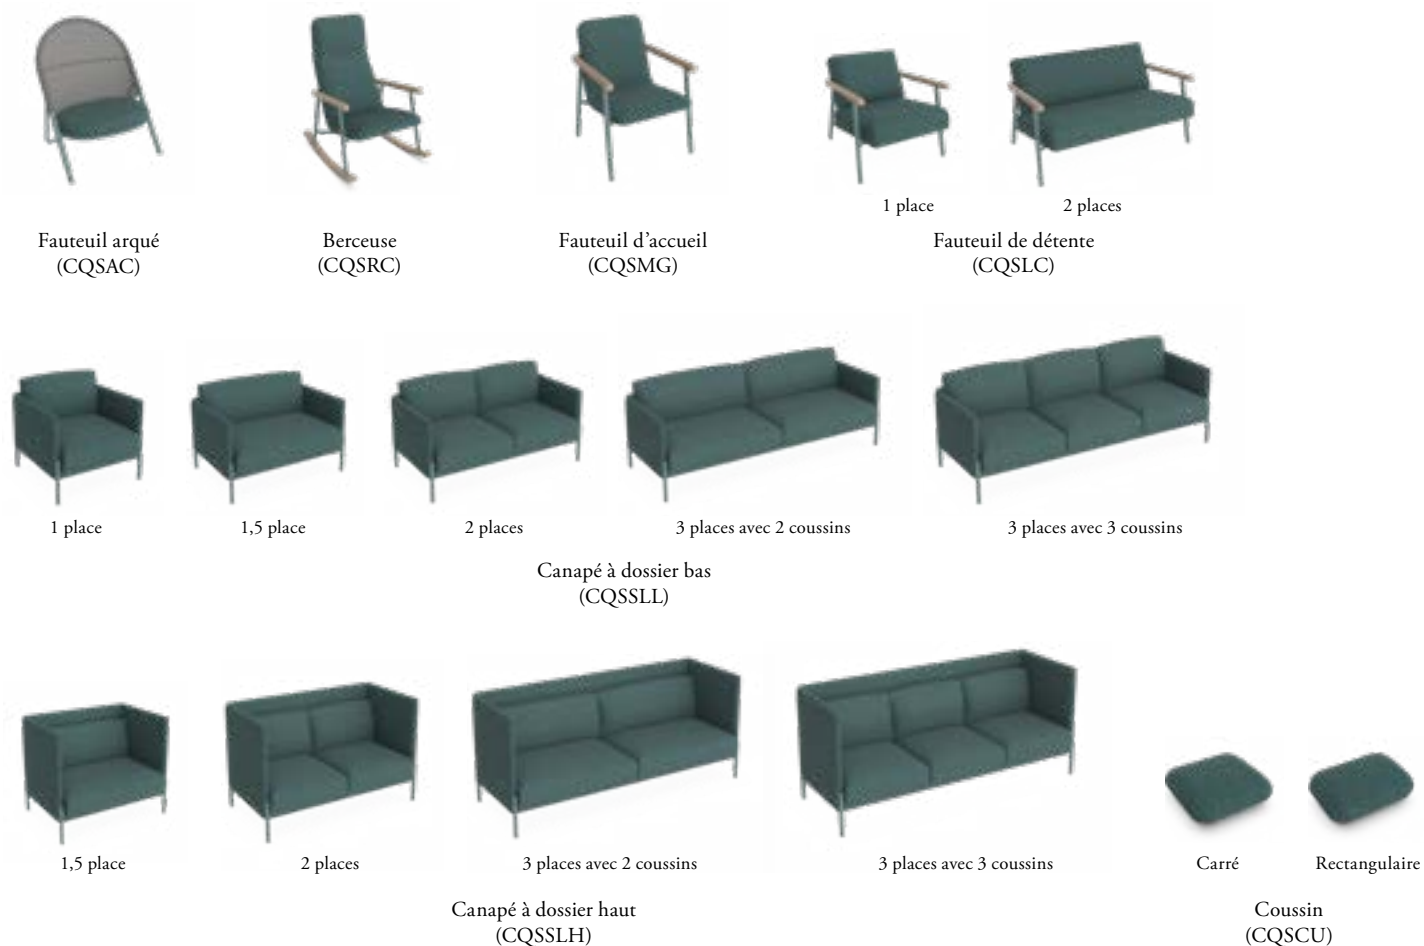 1 place
2 places
Fauteuil arqué
(CQSAC)
Berceuse
(CQSRC)
Fauteuil d’accueil
(CQSMG)
Fauteuil de détente
(CQSLC)
1 place
1,5 place
2 places
3 places avec 2 coussins
3 places avec 3 coussins
Canapé à dossier bas
(CQSSLL)
1,5 place
2 places
3 places avec 2 coussins
3 places avec 3 coussins
Carré
Rectangulaire
Canapé à dossier haut
(CQSSLH)
Coussin
(CQSCU)